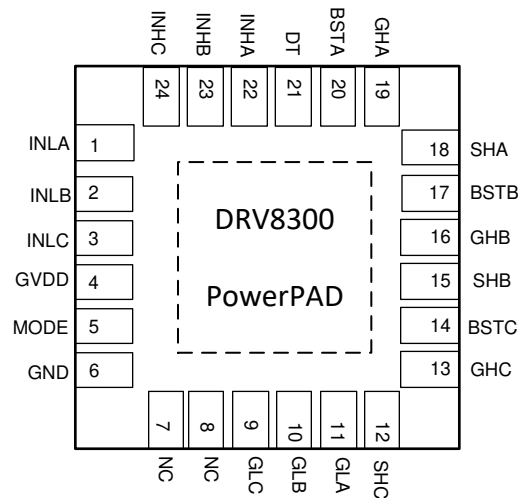 INHC
INHB
INHA
DT
BSTA
GHA
24
23
22
21
20
19
INLA 1
INLB 2
INLC 3
GVDD 4
MODE 5
GND 6
DRV8300
PowerPAD
18 SHA
17 BSTB
16 GHB
15 SHB
14 BSTC
13 GHC
7
8
9
10
11
12
NC
NC
GLC
GLB
GLA
SHC